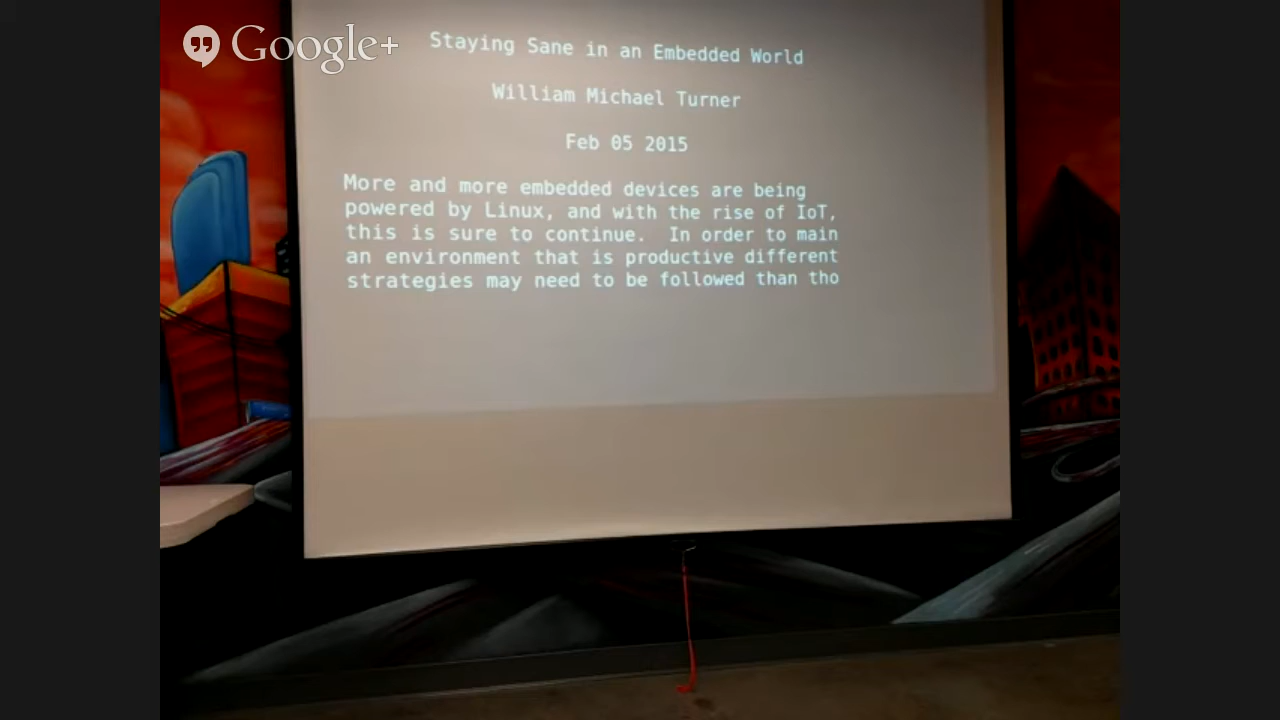 Google+
Staying Sane in an Embedded World
William Michael Turner
Feb 05 2015
More and more embedded devices are being
powered by Linux, and with the rise of IoT,
this is sure to continue.  In order to main
an environment that is productive different
strategies may need to be followed than tho